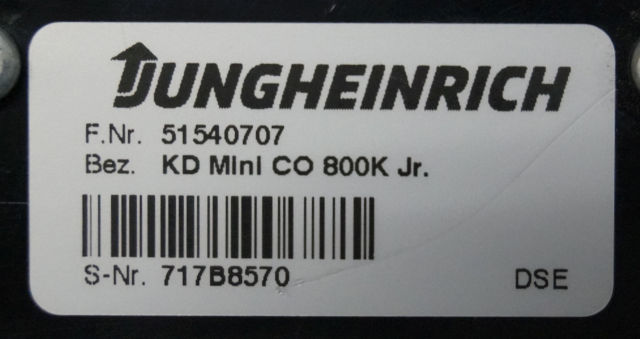 JUNGHEINRICH
F.Nr. 51540707
Bez. KD Mini CO 800K Jr.
S-Nr. 717B8570 DSE